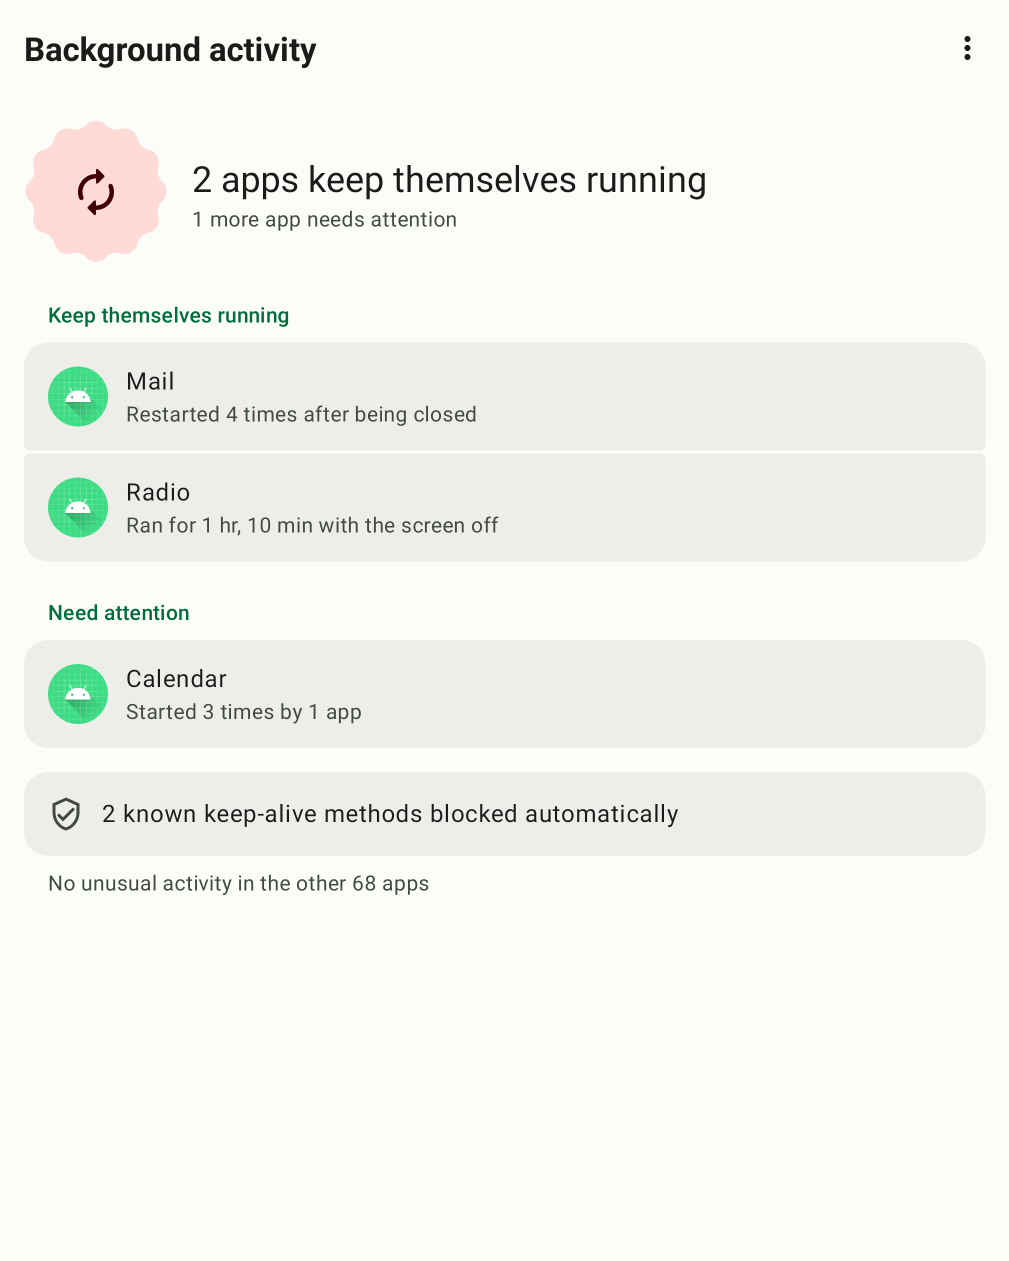 Background activity
2 apps keep themselves running
1 more app needs attention
Keep themselves running
Mail
Restarted 4 times after being closed
Radio
Ran for 1 hr, 10 min with the screen off
Need attention
Calendar
Started 3 times by 1 app
2 known keep-alive methods blocked automatically
No unusual activity in the other 68 apps